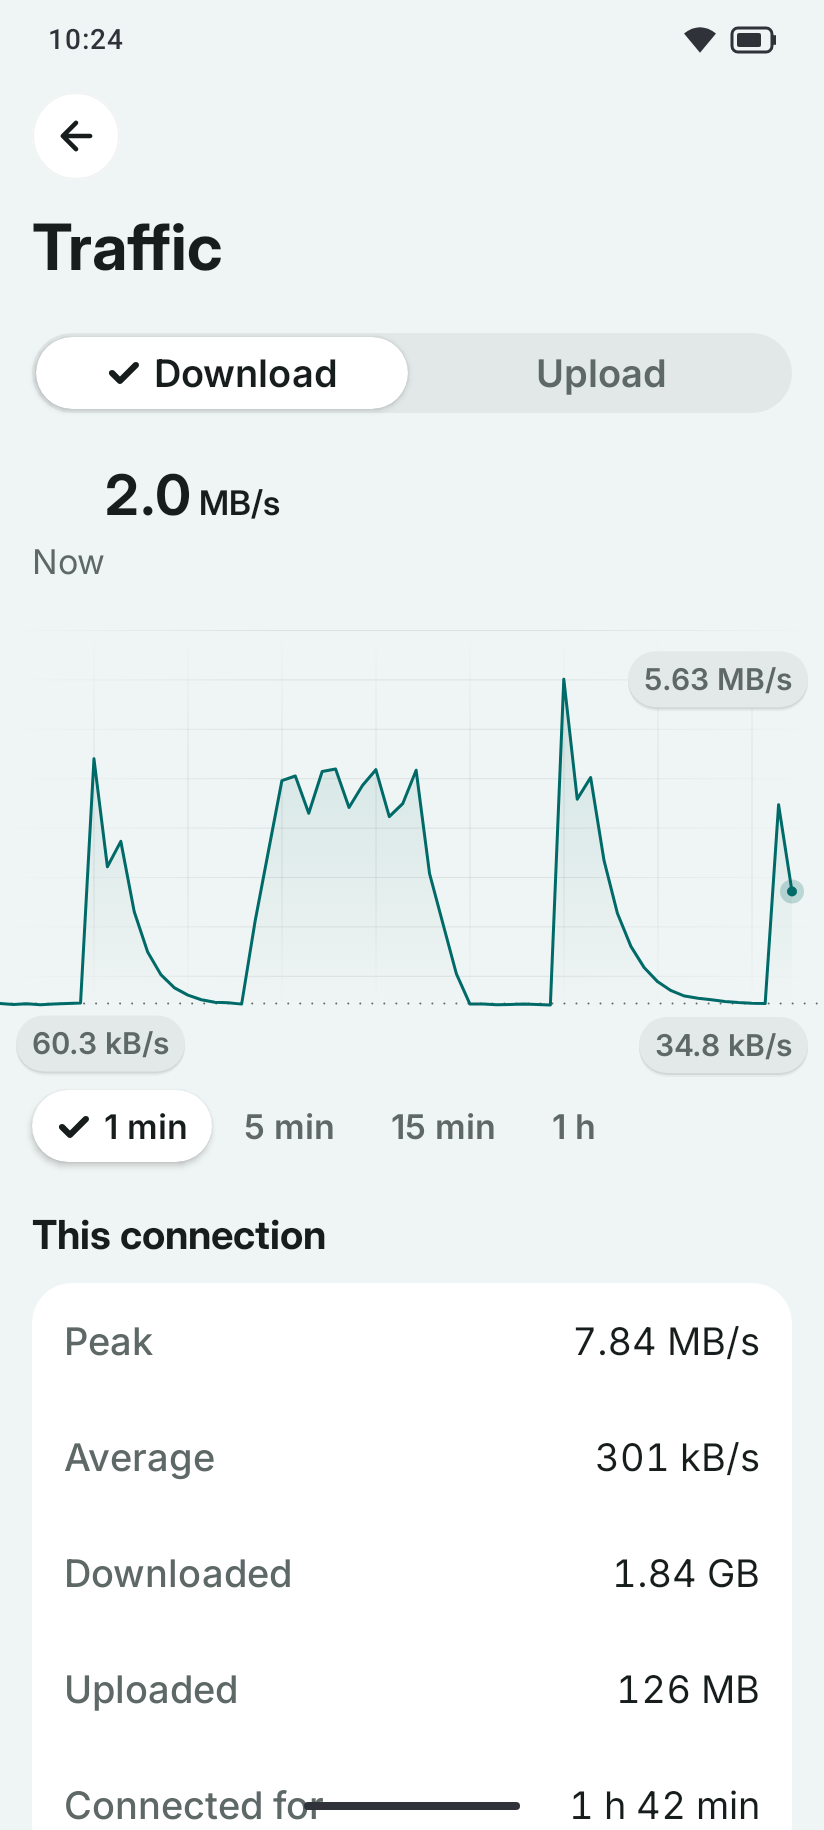 10:24
Traffic
Download
Upload
2.0 MB/s
Now
5.63 MB/s
60.3 kB/s
34.8 kB/s
1 min
5 min
15 min
1 h
This connection
Peak
7.84 MB/s
Average
301 kB/s
Downloaded
1.84 GB
Uploaded
126 MB
Connected for
1 h 42 min